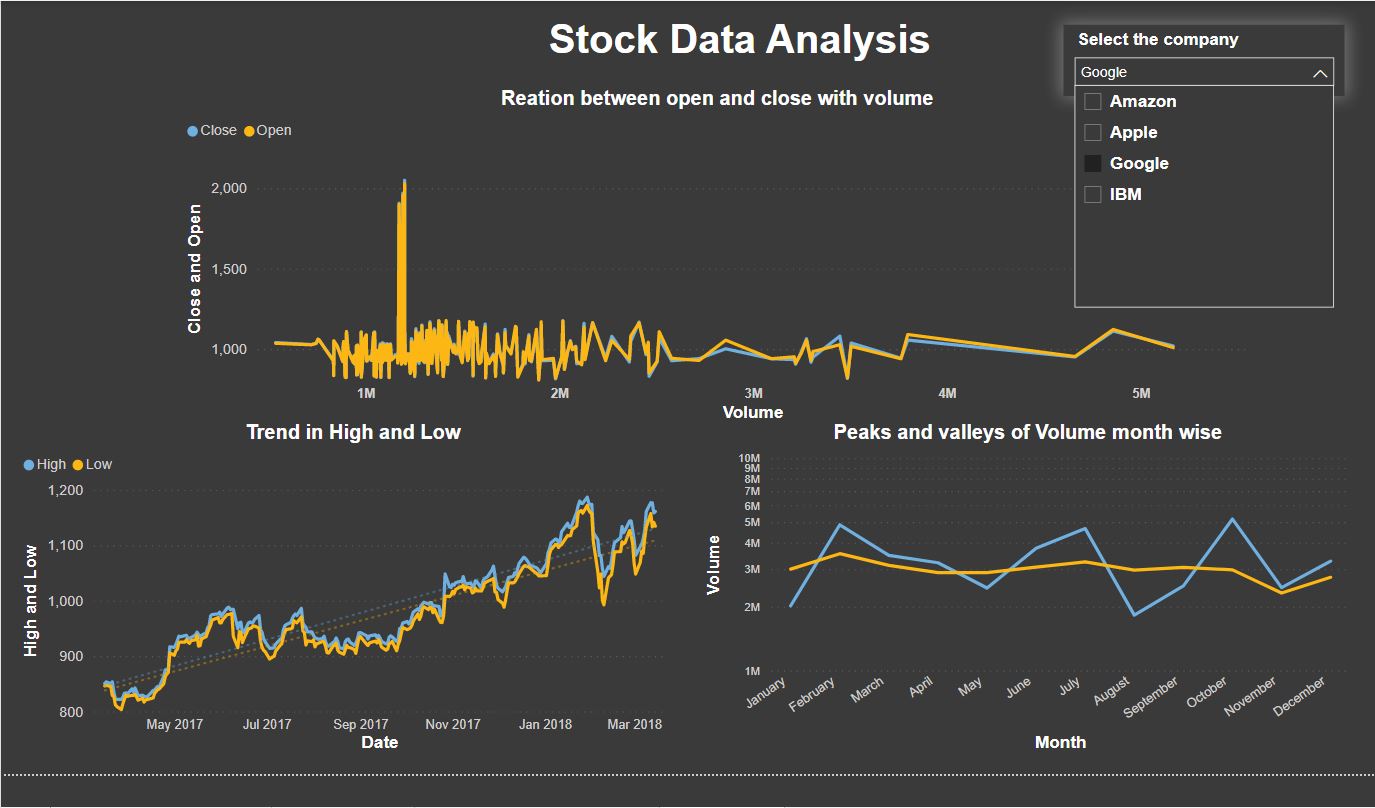 Stock Data Analysis
Select the company
Google
Amazon
Apple
Google
IBM
Reation between open and close with volume
Close Open
Close and Open
2,000
1,500
1,000
1M 2M 3M 4M 5M
Volume
Trend in High and Low
High Low
High and Low
1,200
1,100
1,000
900
800
May 2017 Jul 2017 Sep 2017 Nov 2017 Jan 2018 Mar 2018
Date
Peaks and valleys of Volume month wise
Volume
10M
9M
8M
7M
6M
5M
4M
3M
2M
1M
January February March April May June July August September October November December
Month